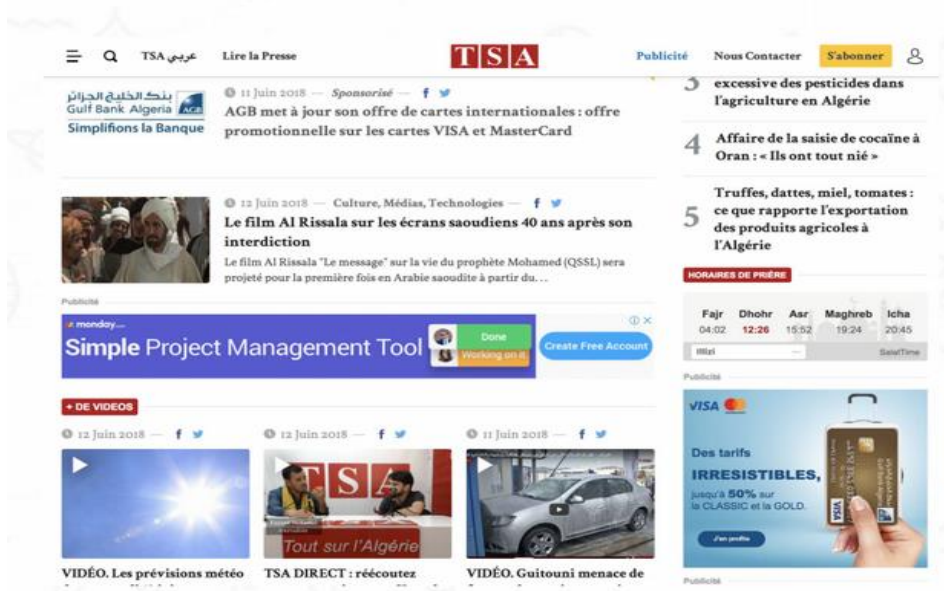 TSA عربي
Lire la Presse
TSA
Publicité
Nous Contacter
S'abonner
بنك الخليج الجزائر
Gulf Bank Algeria
AGB
Simplifions la Banque
11 Juin 2018 — Sponsorisé —
AGB met à jour son offre de cartes internationales : offre
promotionnelle sur les cartes VISA et MasterCard
12 Juin 2018 — Culture, Médias, Technologies —
Le film Al Rissala sur les écrans saoudiens 40 ans après son
interdiction
Le film Al Rissala "Le message" sur la vie du prophète Mohamed (QSSL) sera
projeté pour la première fois en Arabie saoudite à partir du…
Publicité
monday
Simple Project Management Tool
Done
Working on it
Create Free Account
+ DE VIDEOS
12 Juin 2018 —
VIDÉO. Les prévisions météo
12 Juin 2018 —
TSA
Tout sur l'Algérie
TSA DIRECT : réécoutez
11 Juin 2018 —
VIDÉO. Guitouni menace de
3
excessive des pesticides dans
l'agriculture en Algérie
4
Affaire de la saisie de cocaïne à
Oran : « Ils ont tout nié »
5
Truffes, dattes, miel, tomates :
ce que rapporte l'exportation
des produits agricoles à
l'Algérie
HORAIRES DE PRIÈRE
Fajr Dhohr Asr Maghreb Icha
04:02 12:26 15:52 19:24 20:45
Illizi
SalatTime
Publicité
VISA
Des tarifs
IRRESISTIBLES,
jusqu'à 50% sur
la CLASSIC et la GOLD.
J'en profite
VISA
AGB
Publicité